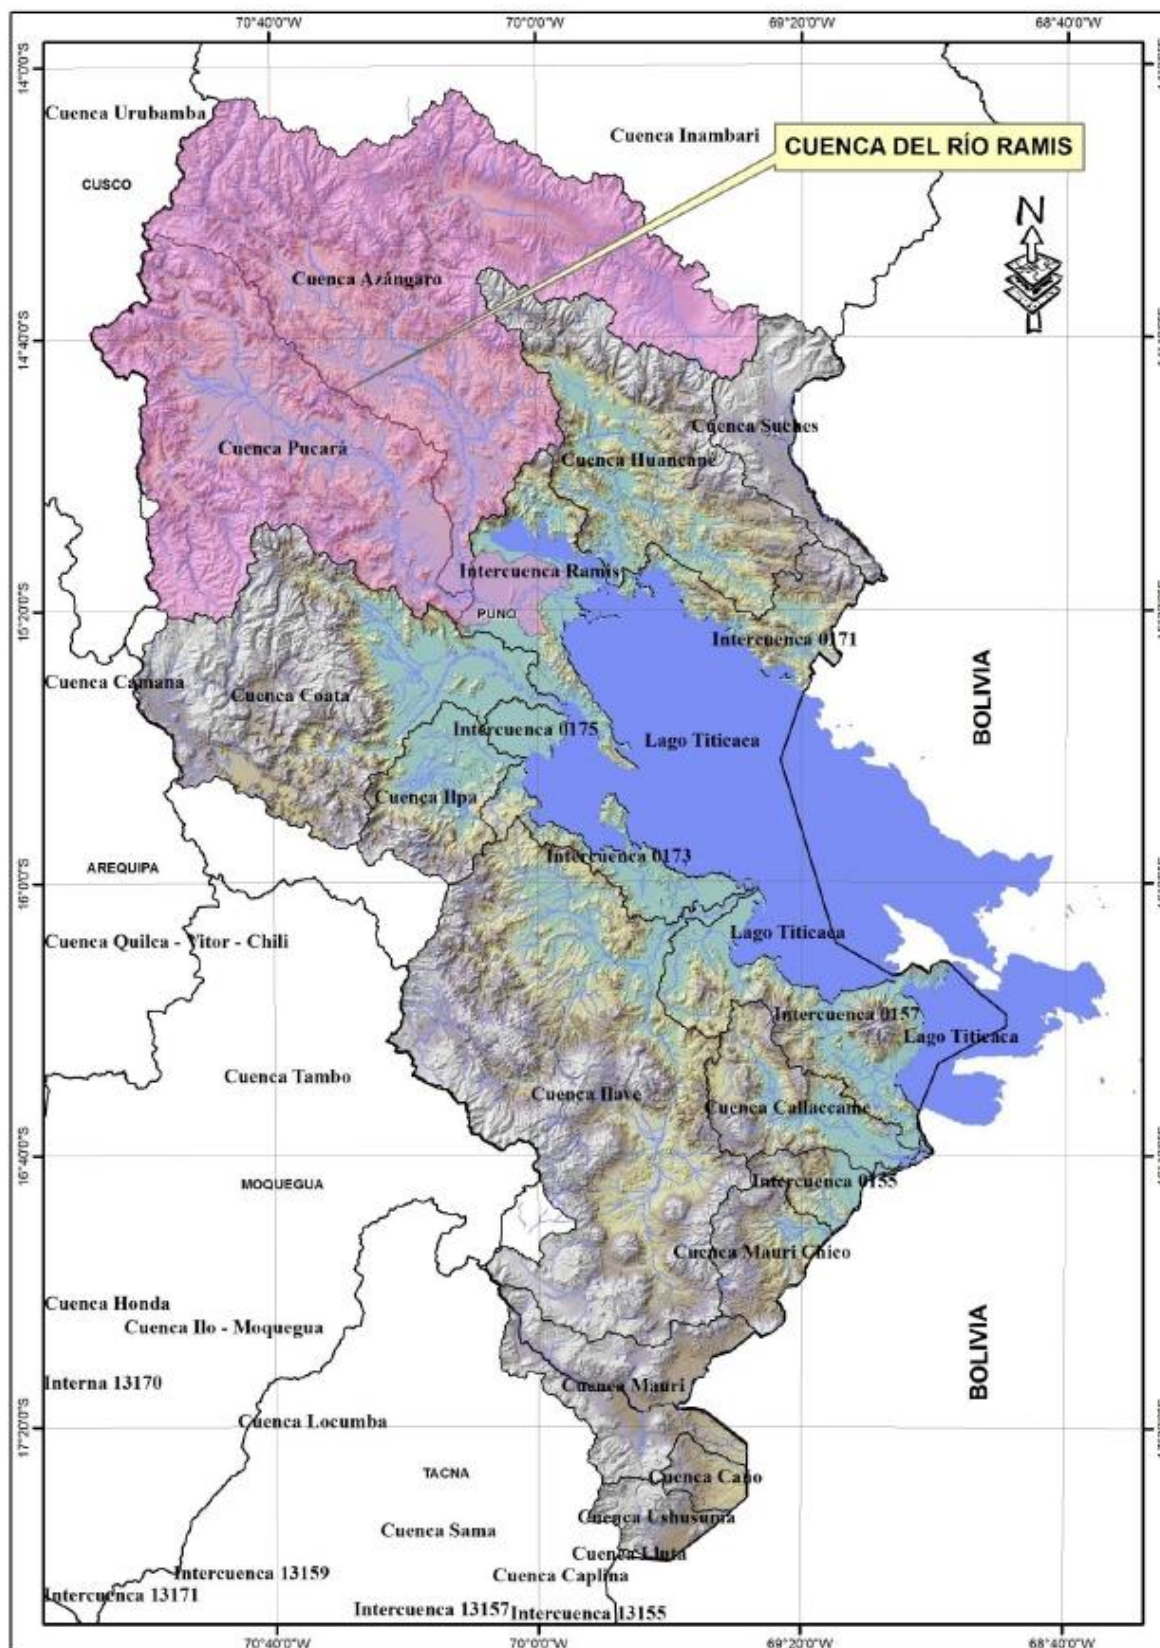 70°40'0"W 70°0'0"W 69°20'0"W 68°40'0"W
14°0'0"S
Cuenca Urubamba
Cuenca Inambari
CUENCA DEL RÍO RAMIS
CUSCO
N
Cuenca Azángaro
14°40'0"S
Cuenca Suches
Cuenca Pucará
Cuenca Huancane
Intercuenca Ramis
PUNO
15°20'0"S
Intercuenca 0171
BOLIVIA
Cuenca Camana
Cuenca Coata
Intercuenca 0175
Lago Titicaca
Cuenca Ilpa
Intercuenca 0173
AREQUIPA
16°0'0"S
Lago Titicaca
Cuenca Quilca - Vitor - Chili
Intercuenca 0157
Lago Titicaca
Cuenca Tambo
Cuenca Ilave
Cuenca Callaccame
16°40'0"S
MOQUEGUA
Intercuenca 0155
Cuenca Mauri Chico
Cuenca Honda
Cuenca Ilo - Moquegua
BOLIVIA
Interna 13170
Cuenca Mauri
Cuenca Locumba
17°20'0"S
TACNA
Cuenca Caño
Cuenca Ushusuma
Cuenca Sama
Cuenca Lluta
Intercuenca 13159
Cuenca Caplina
Intercuenca 13171
Intercuenca 13157
Intercuenca 13155
70°40'0"W 70°0'0"W 69°20'0"W 68°40'0"W